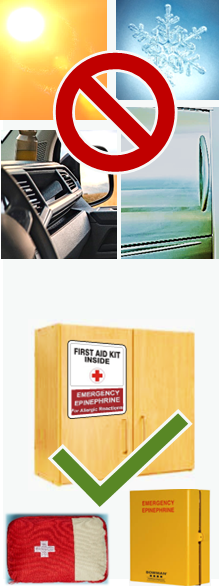 FIRST AID KIT
INSIDE
EMERGENCY
EPINEPHRINE
For Allergic Reactions
EMERGENCY
EPINEPHRINE